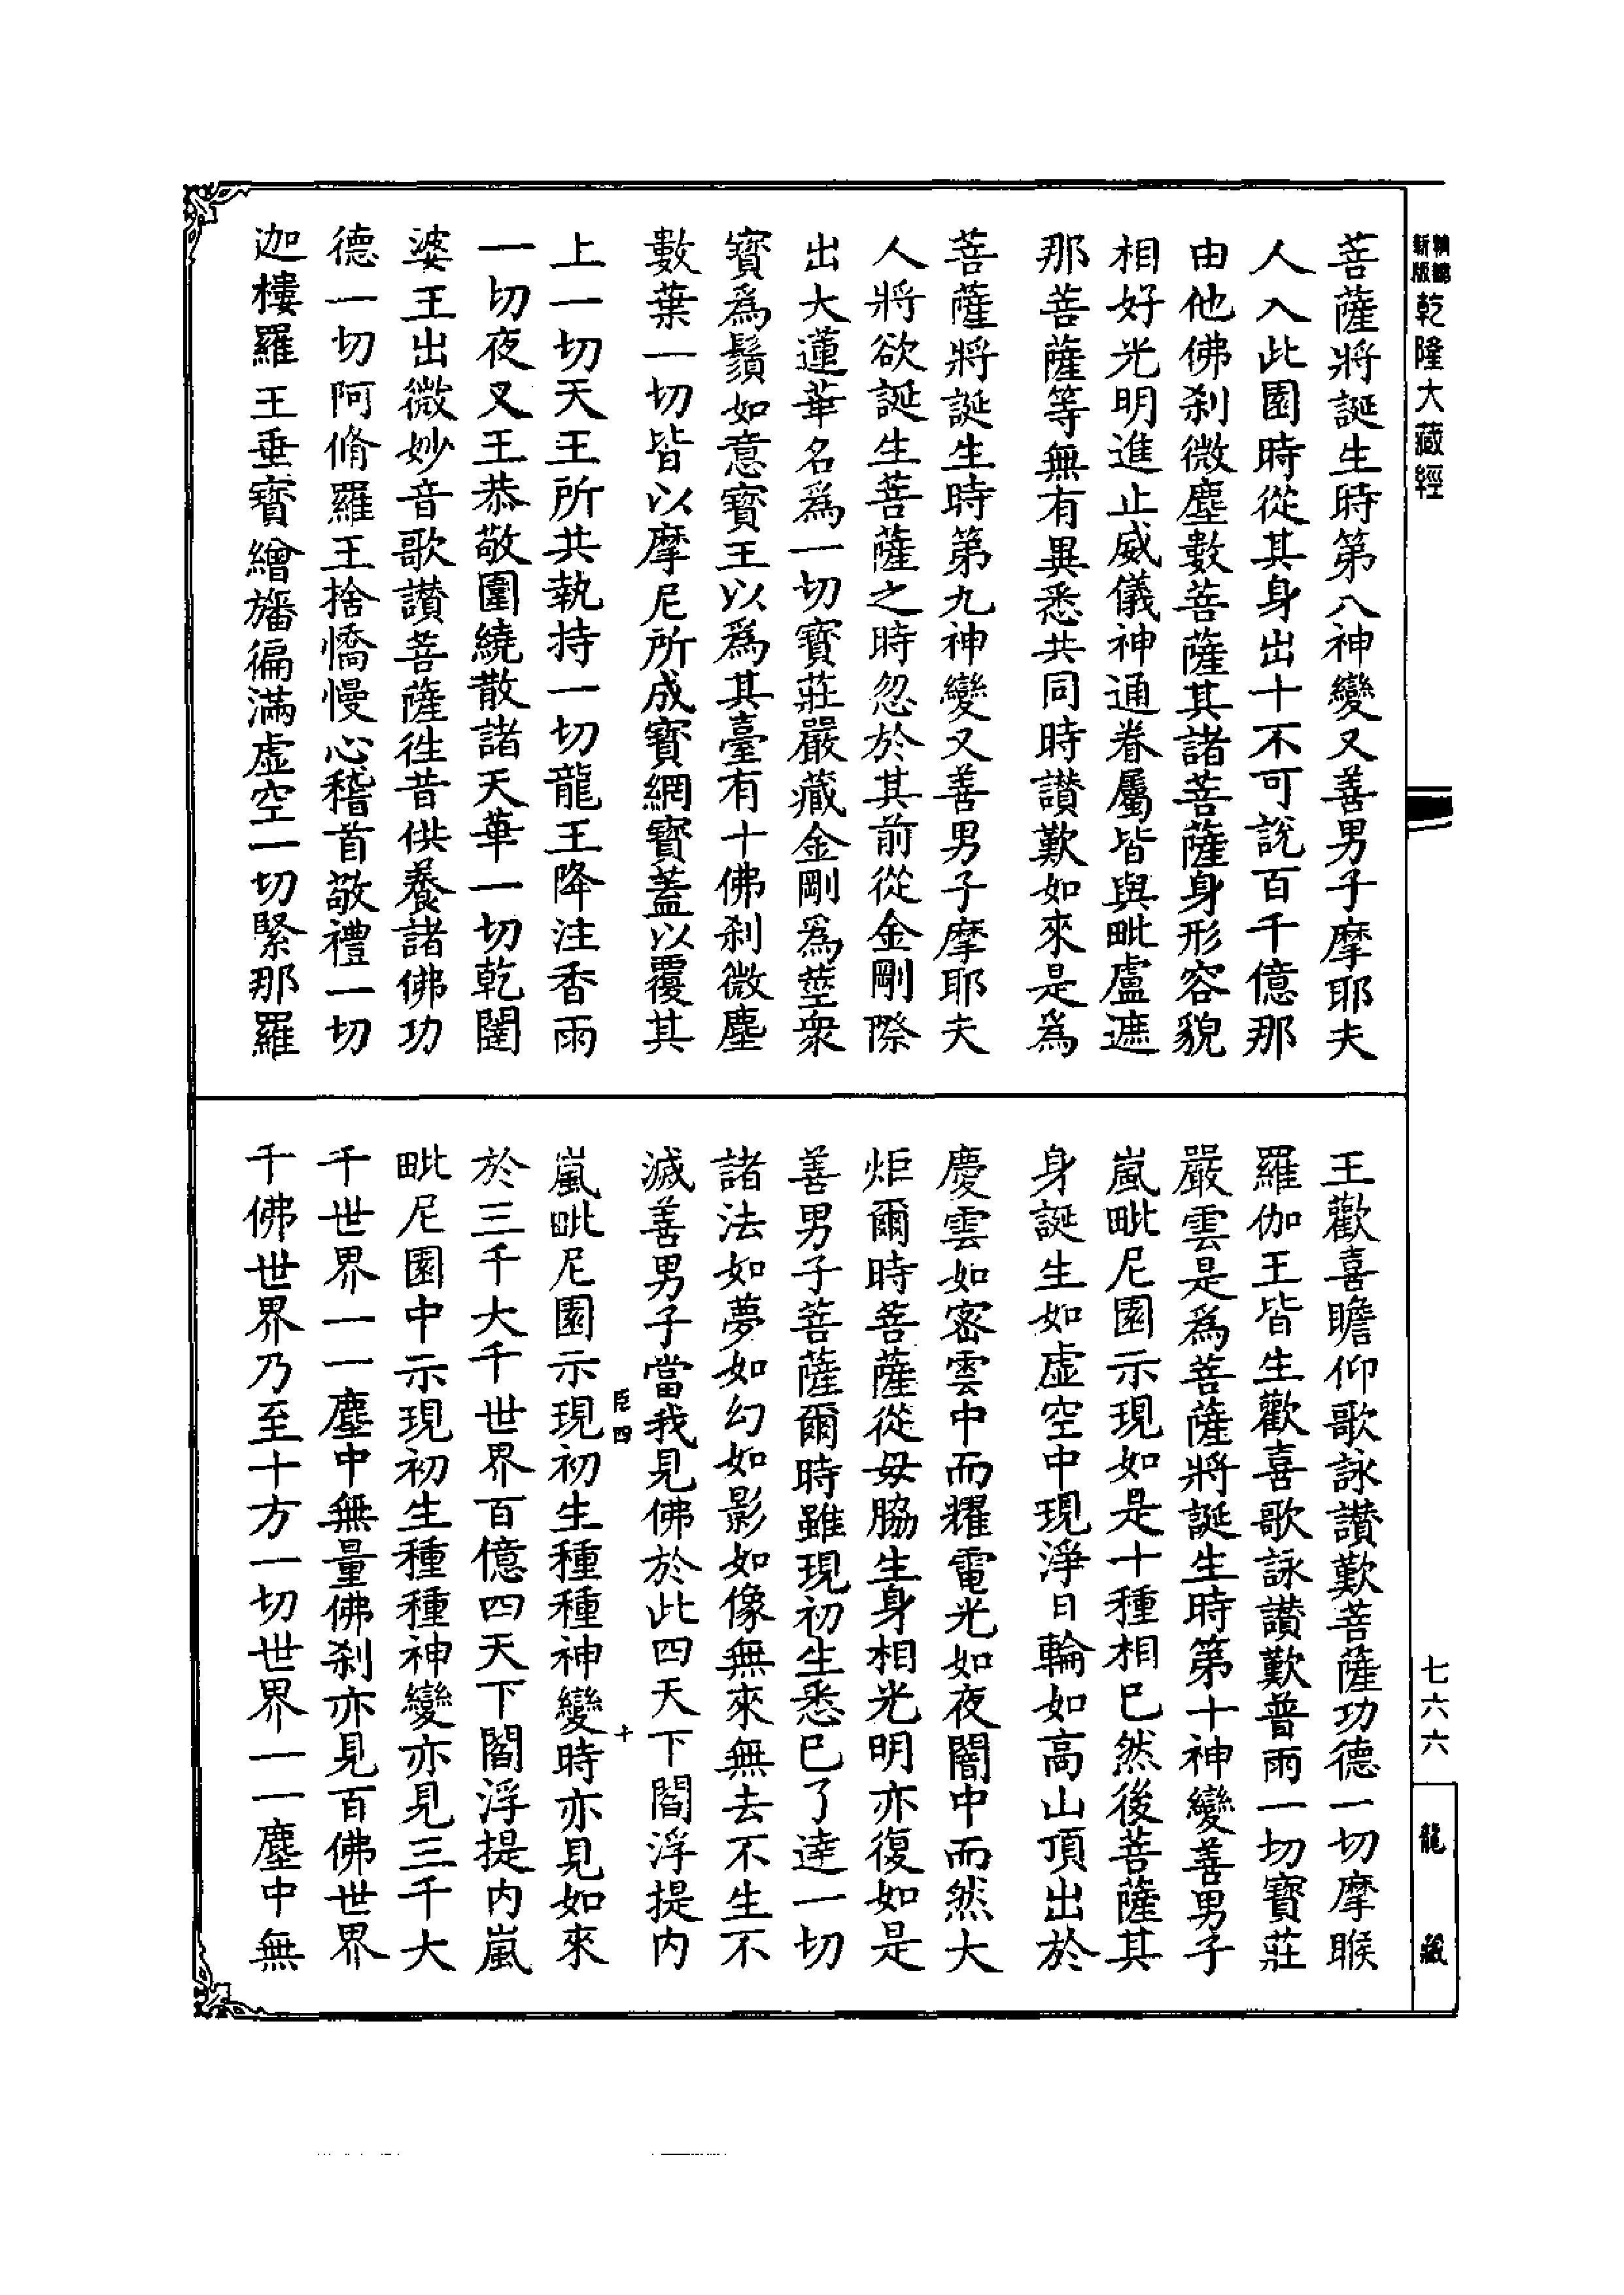 精縮新版
乾隆大藏經
菩薩將誕生時第八神變又善男子摩耶夫
人入此園時從其身出十不可說百千億那
由他佛刹微塵數菩薩其諸菩薩身形容貌
相好光明進止威儀神通眷屬皆與毗盧遮
那菩薩等無有異悉共同時讃歎如來是爲
菩薩將誕生時第九神變又善男子摩耶夫
人將欲誕生菩薩之時忽於其前從金剛際
出大蓮華名爲一切寶莊嚴藏金剛爲莖衆
寶爲鬚如意寶王以爲其臺有十佛刹微塵
數葉一切皆以摩尼所成寶網寶蓋以覆其
上一切天王所共執持一切龍王降注香雨
一切夜叉王恭敬圍繞散諸天華一切乾闥
婆王出微妙音歌讃菩薩徃昔供養諸佛功
德一切阿脩羅王捨憍慢心稽首敬禮一切
迦樓羅王垂寶繒旛徧滿虛空一切緊那羅
王歡喜瞻仰歌詠讃歎菩薩功德一切摩睺
羅伽王皆生歡喜歌詠讃歎普雨一切寶莊
嚴雲是爲菩薩將誕生時第十神變善男子
嵐毗尼園示現如是十種相已然後菩薩其
身誕生如虛空中現淨日輪如高山頂出於
慶雲如密雲中而耀電光如夜闇中而然大
炬爾時菩薩從母脇生身相光明亦復如是
善男子菩薩爾時雖現初生悉已了達一切
諸法如夢如幻如影如像無來無去不生不
滅善男子當我見佛於此四天下閻浮提内
嵐毗尼園示現初生種種神變時亦見如來
於三千大千世界百億四天下閻浮提内嵐
毗尼園中示現初生種種神變亦見三千大
千世界一一塵中無量佛刹亦見百佛世界
千佛世界乃至十方一切世界一一塵中無
四
十
七六六
龍藏